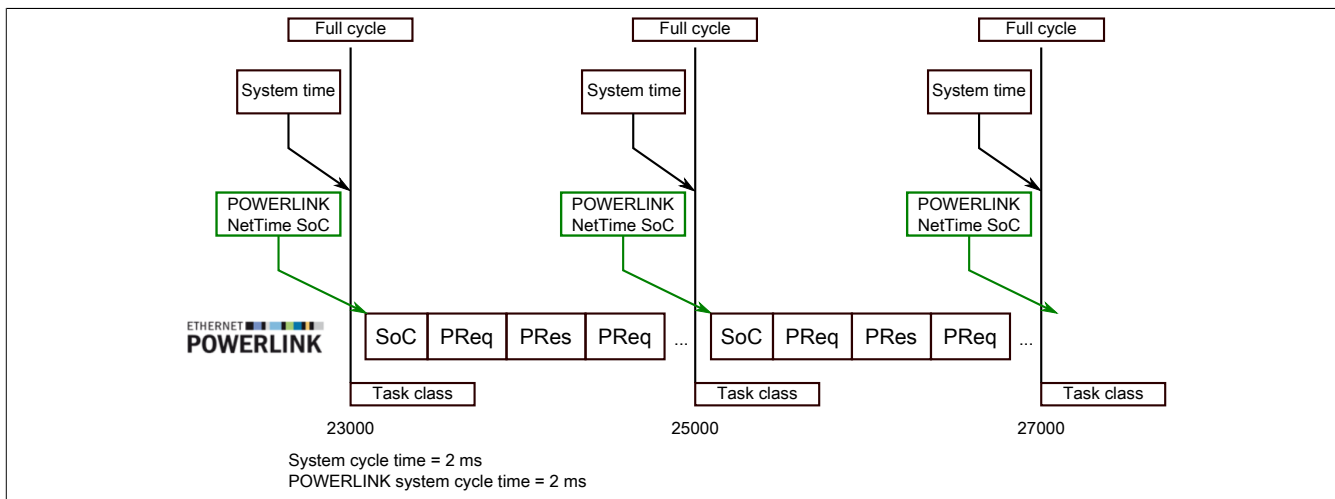 Full cycle
Full cycle
Full cycle
System time
System time
System time
POWERLINK
NetTime SoC
POWERLINK
NetTime SoC
POWERLINK
NetTime SoC
ETHERNET
POWERLINK
SoC PReq PRes PReq ... SoC PReq PRes PReq ...
Task class
Task class
Task class
23000
25000
27000
System cycle time = 2 ms
POWERLINK system cycle time = 2 ms